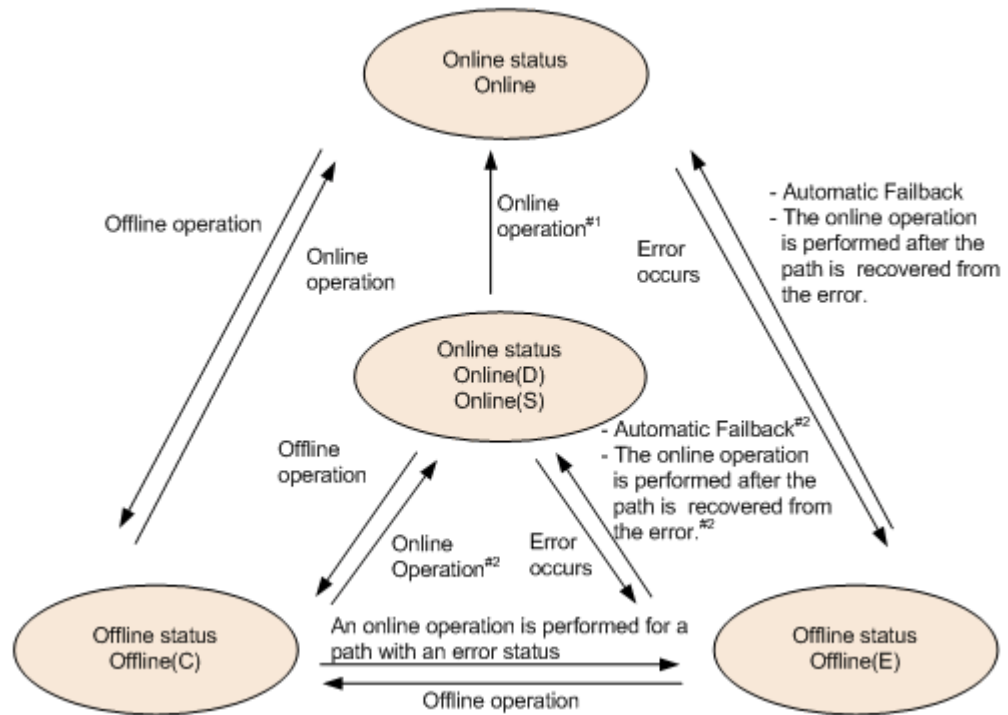 Online status
Online
Offline operation
Online
operation
Online
operation#1
Error
occurs
- Automatic Failback
- The online operation
is performed after the
path is recovered from
the error.
Online status
Online(D)
Online(S)
Offline
operation
Online
Operation#2
Error
occurs
- Automatic Failback#2
- The online operation
is performed after the
path is recovered from
the error.#2
Offline status
Offline(C)
An online operation is performed for a
path with an error status
Offline operation
Offline status
Offline(E)